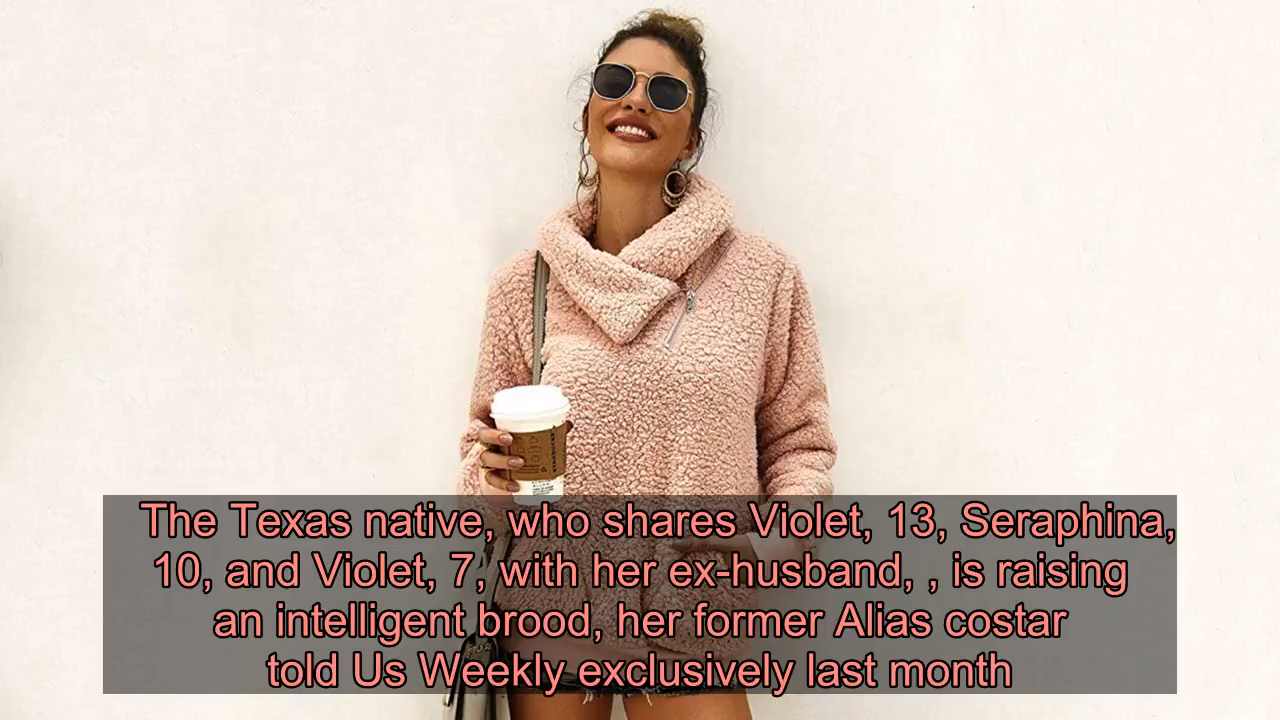 The Texas native, who shares Violet, 13, Seraphina,
10, and Violet, 7, with her ex-husband, , is raising
an intelligent brood, her former Alias costar
told Us Weekly exclusively last month